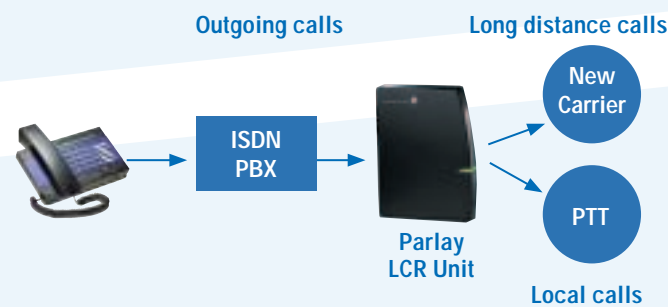 Outgoing calls
Long distance calls
New
Carrier
ISDN
PBX
PTT
Parlay
LCR Unit
Local calls